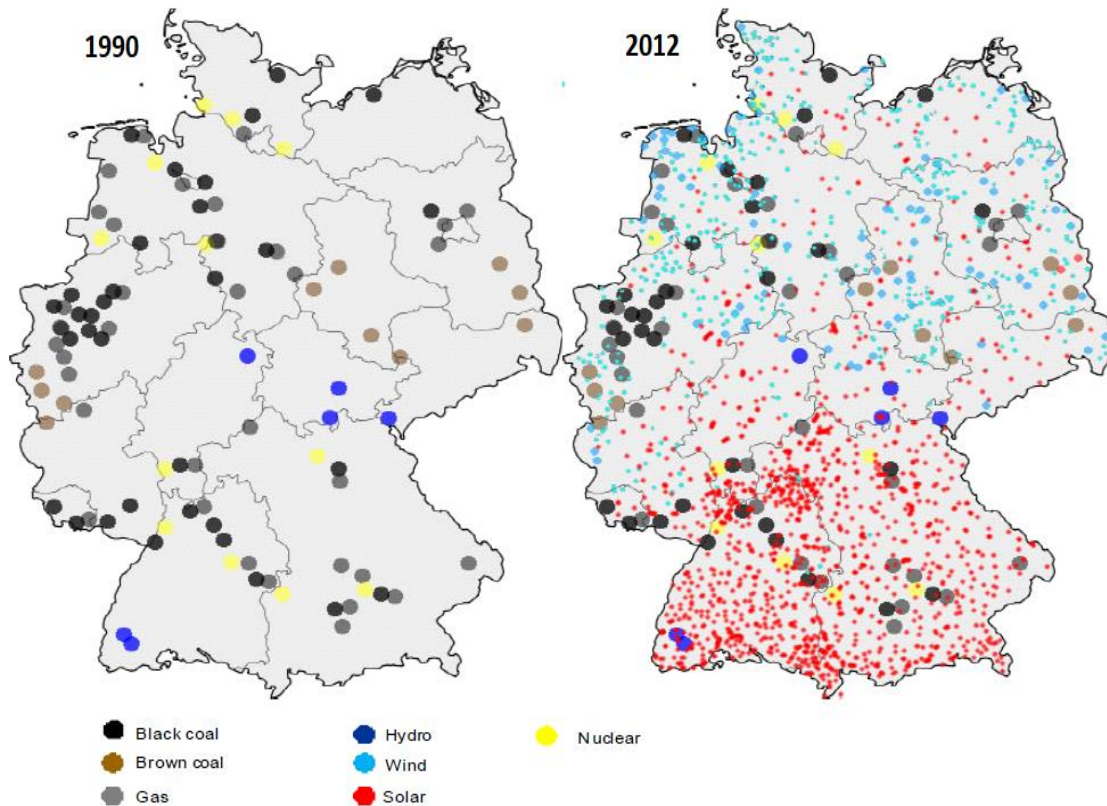 1990
2012
Black coal
Hydro
Nuclear
Brown coal
Wind
Gas
Solar